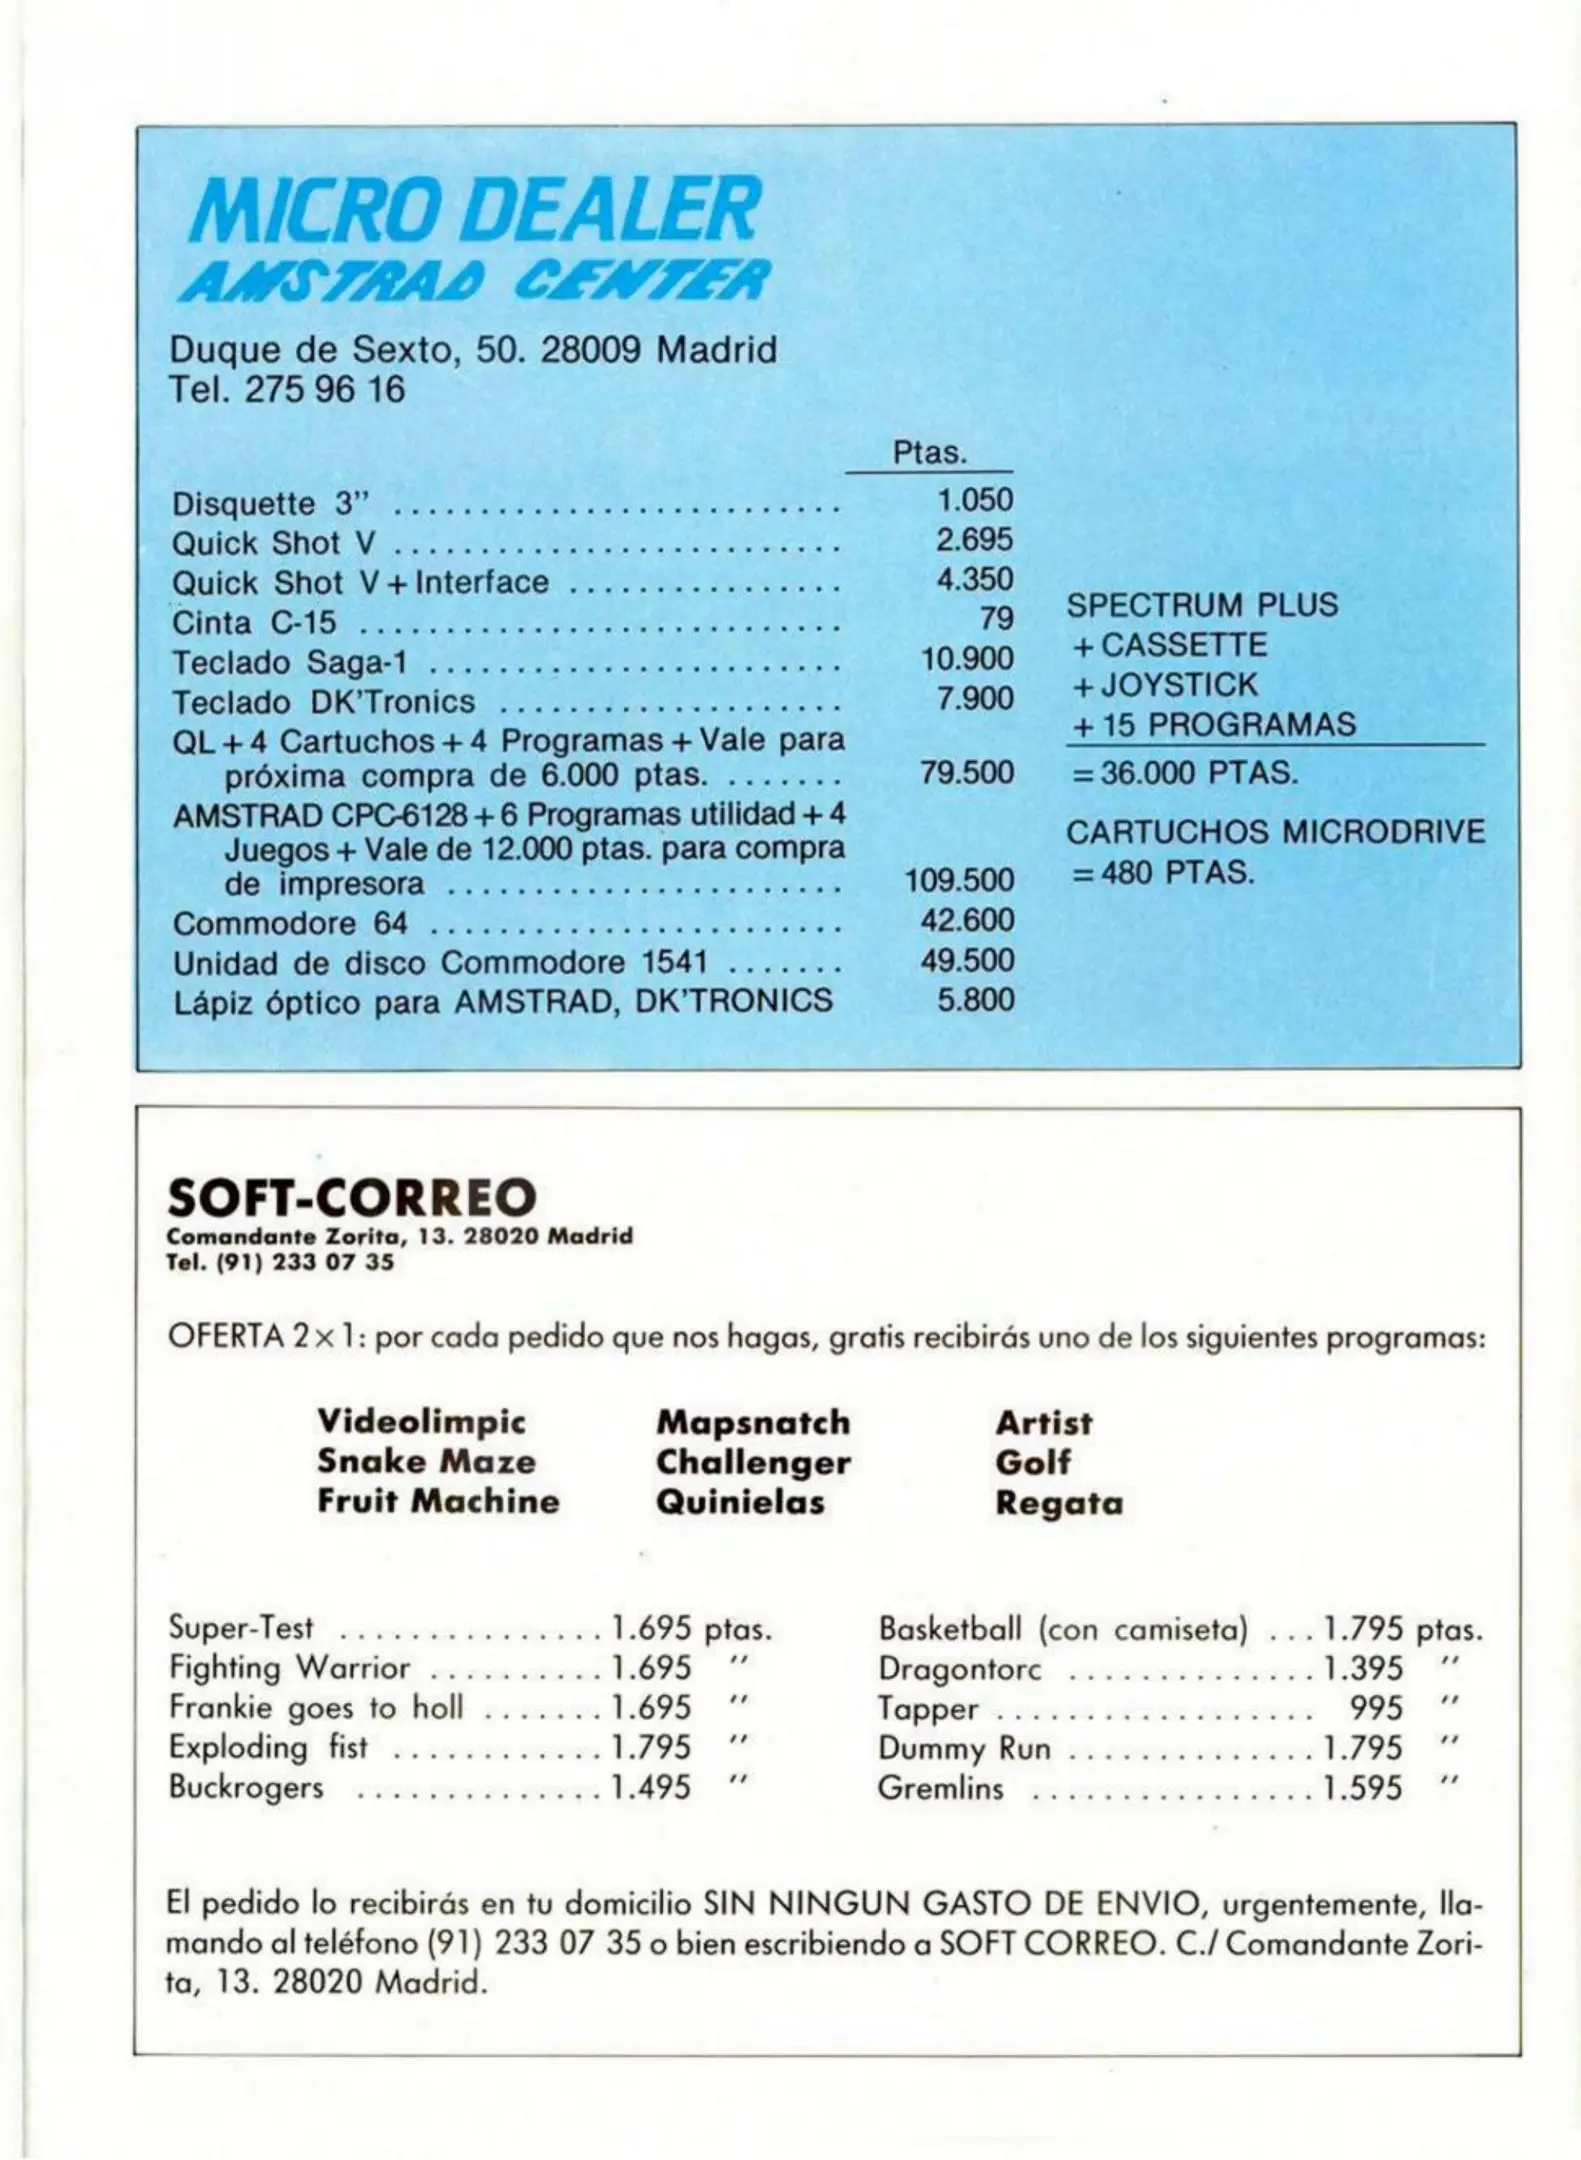 MICRO DEALER
AMSTRAD CENTER
Duque de Sexto, 50. 28009 Madrid
Tel. 275 96 16
Ptas.
Disquette 3” .......................... 1.050
Quick Shot V .......................... 2.695
Quick Shot V + Interface ................ 4.350
Cinta C-15 ............................ 79
Teclado Saga-1 ........................ 10.900
Teclado DK'Tronics .................... 7.900
QL + 4 Cartuchos + 4 Programas + Vale para
próxima compra de 6.000 ptas. ....... 79.500
AMSTRAD CPC-6128 + 6 Programas utilidad + 4
Juegos + Vale de 12.000 ptas. para compra
de impresora ....................... 109.500
Commodore 64 ........................ 42.600
Unidad de disco Commodore 1541 ....... 49.500
Lápiz óptico para AMSTRAD, DK'TRONICS 5.800
SPECTRUM PLUS
+ CASSETTE
+ JOYSTICK
+ 15 PROGRAMAS
= 36.000 PTAS.
CARTUCHOS MICRODRIVE
= 480 PTAS.
SOFT-CORREO
Comandante Zorita, 13. 28020 Madrid
Tel. (91) 233 07 35
OFERTA 2 x 1: por cada pedido que nos hagas, gratis recibirás uno de los siguientes programas:
Videolimpic Mapsnatch Artist
Snake Maze Challenger Golf
Fruit Machine Quinielas Regata
Super-Test ............... 1.695 ptas.
Fighting Warrior .......... 1.695 ”
Frankie goes to holl ....... 1.695 ”
Exploding fist ............ 1.795 ”
Buckrogers .............. 1.495 ”
Basketball (con camiseta) ... 1.795 ptas.
Dragontorc .............. 1.395 ”
Tapper .................. 995 ”
Dummy Run .............. 1.795 ”
Gremlins ................ 1.595 ”
El pedido lo recibirás en tu domicilio SIN NINGUN GASTO DE ENVIO, urgentemente, lla-
mando al teléfono (91) 233 07 35 o bien escribiendo a SOFT CORREO. C./ Comandante Zori-
ta, 13. 28020 Madrid.